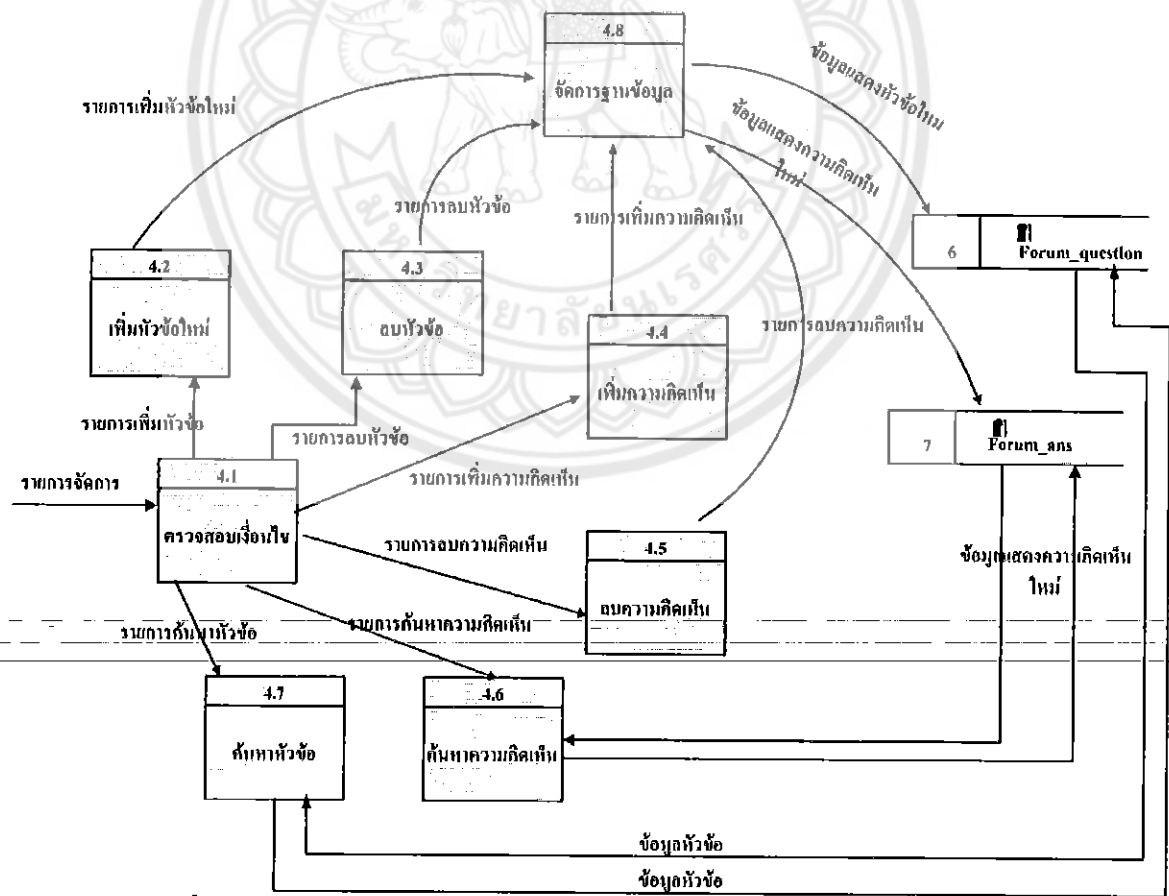 4.8
จัดการฐานข้อมูล
ข้อมูลแสดงหัวข้อใหม่
ข้อมูลแสดงความคิดเห็น
ใหม่
รายการเพิ่มหัวข้อใหม่
รายการลบหัวข้อ
รายการเพิ่มความคิดเห็น
มหาวิทยาลัยนเรศวร
6
Forum_question
4.2
เพิ่มหัวข้อใหม่
4.3
ลบหัวข้อ
4.4
เพิ่มความคิดเห็น
รายการลบความคิดเห็น
7
Forum_ans
รายการเพิ่มหัวข้อ
รายการลบหัวข้อ
รายการเพิ่มความคิดเห็น
รายการจัดการ
4.1
ตรวจสอบเงื่อนไข
รายการลบความคิดเห็น
4.5
ลบความคิดเห็น
ข้อมูลแสดงความคิดเห็น
ใหม่
รายการค้นหาหัวข้อ
รายการค้นหาความคิดเห็น
4.7
ค้นหาหัวข้อ
4.6
ค้นหาความคิดเห็น
ข้อมูลหัวข้อ
ข้อมูลหัวข้อ